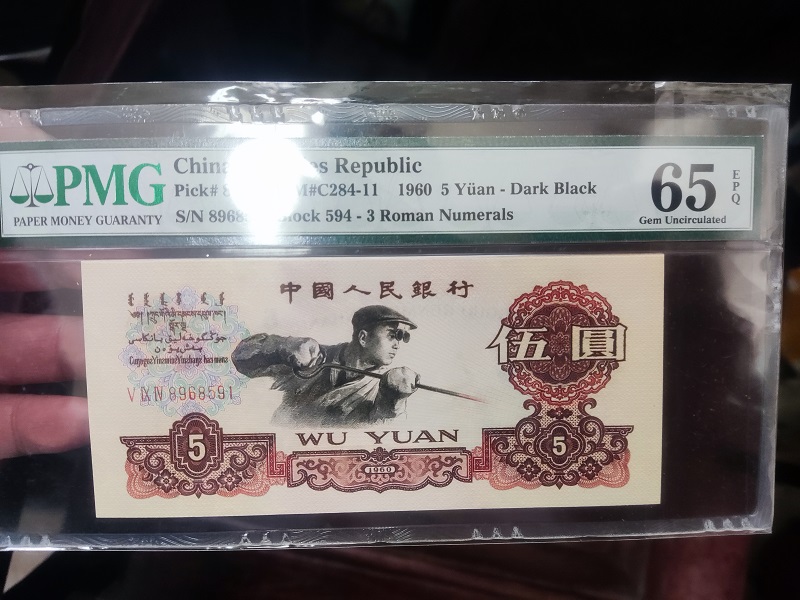 PMG
PAPER MONEY GUARANTY
China Republic
Pick# M#C284-11 1960 5 Yüan - Dark Black
S/N 8968 Block 594 - 3 Roman Numerals
65
Gem Uncirculated
EPQ
中國人民銀行
伍圓
V IX IV 8968591
5
WU YUAN
5
1960